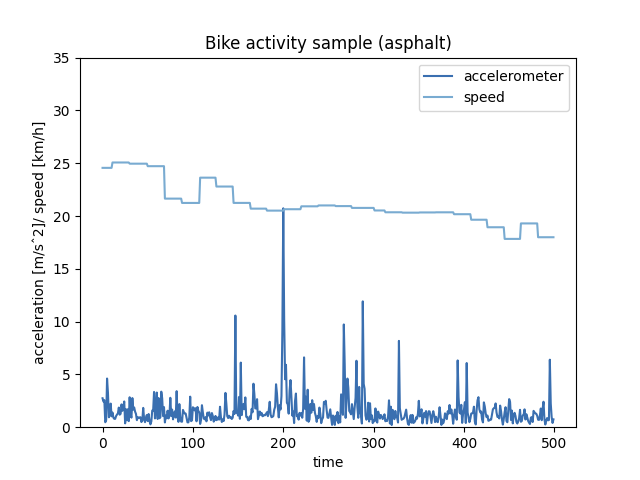 Bike activity sample (asphalt)
accelerometer
speed
acceleration [m/s^2]/ speed [km/h]
35
30
25
20
15
10
5
0
0 100 200 300 400 500
time